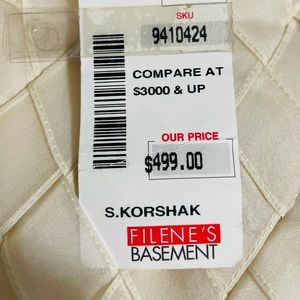 SKU
9410424
COMPARE AT
$3000 & UP
OUR PRICE
$499.00
S.KORSHAK
FILENE'S
BASEMENT